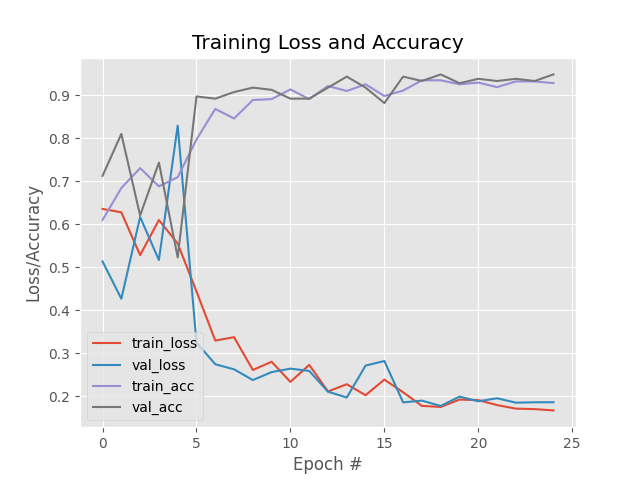 Training Loss and Accuracy
Loss/Accuracy
0.9
0.8
0.7
0.6
0.5
0.4
0.3
0.2
train_loss
val_loss
train_acc
val_acc
0 5 10 15 20 25
Epoch #